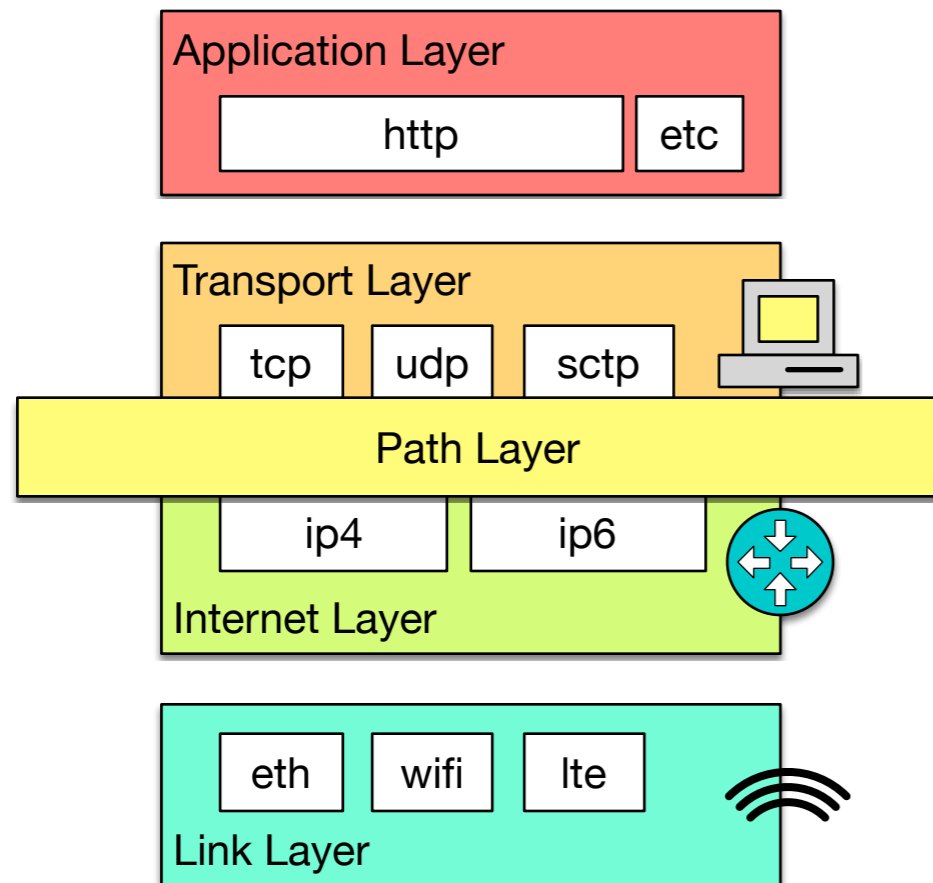 Application Layer
http etc
Transport Layer
tcp udp sctp
Path Layer
ip4 ip6
Internet Layer
eth wifi lte
Link Layer